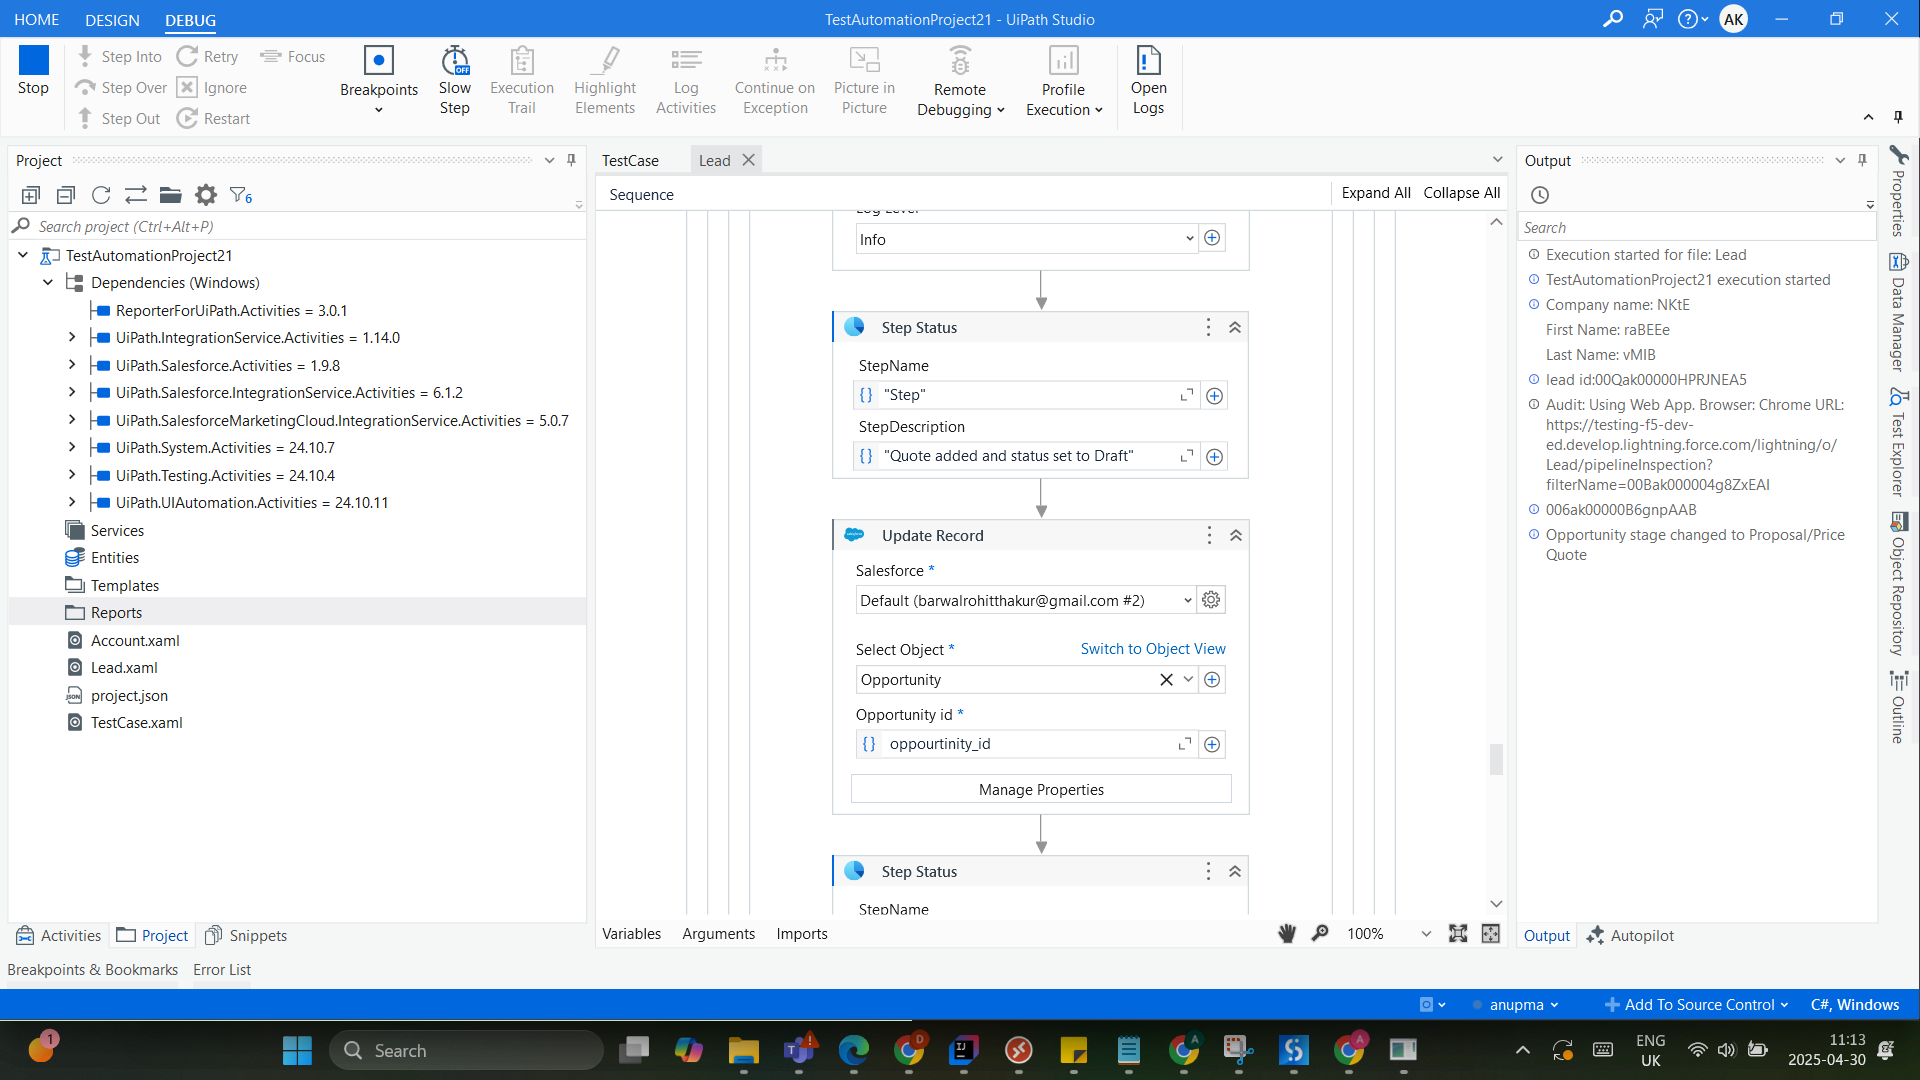 HOME DESIGN DEBUG TestAutomationProject21 - UiPath Studio AK
Stop
Step Into
Step Over
Step Out
Retry
Ignore
Restart
Focus
Breakpoints
Slow Step
OFF
Execution Trail
Highlight Elements
Log Activities
Continue on Exception
Picture in Picture
Remote Debugging
Profile Execution
Open Logs
Project
6
Search project (Ctrl+Alt+P)
TestAutomationProject21
Dependencies (Windows)
ReporterForUiPath.Activities = 3.0.1
UiPath.IntegrationService.Activities = 1.14.0
UiPath.Salesforce.Activities = 1.9.8
UiPath.Salesforce.IntegrationService.Activities = 6.1.2
UiPath.SalesforceMarketingCloud.IntegrationService.Activities = 5.0.7
UiPath.System.Activities = 24.10.7
UiPath.Testing.Activities = 24.10.4
UiPath.UIAutomation.Activities = 24.10.11
Services
Entities
Templates
Reports
Account.xaml
Lead.xaml
project.json
TestCase.xaml
Activities Project Snippets
TestCase Lead
Sequence Expand All Collapse All
Log Level
Info
Step Status
StepName
"Step"
StepDescription
"Quote added and status set to Draft"
Update Record
Salesforce *
Default (barwalrohitthakur@gmail.com #2)
Select Object * Switch to Object View
Opportunity
Opportunity id *
oppourtinity_id
Manage Properties
Step Status
StepName
Variables Arguments Imports 100%
Output
Search
Execution started for file: Lead
TestAutomationProject21 execution started
Company name: NKtE
First Name: raBEEe
Last Name: vMIB
lead id:00Qak00000HPRJNEA5
Audit: Using Web App. Browser: Chrome URL:
https://testing-f5-dev-
ed.develop.lightning.force.com/lightning/o/
Lead/pipelineInspection?
filterName=00Bak000004g8ZxEAI
006ak00000B6gnpAAB
Opportunity stage changed to Proposal/Price
Quote
Output Autopilot
Properties
Data Manager
Test Explorer
Object Repository
Outline
Breakpoints & Bookmarks Error List
anupma Add To Source Control C#, Windows
1
Search
ENG
UK
11:13
2025-04-30